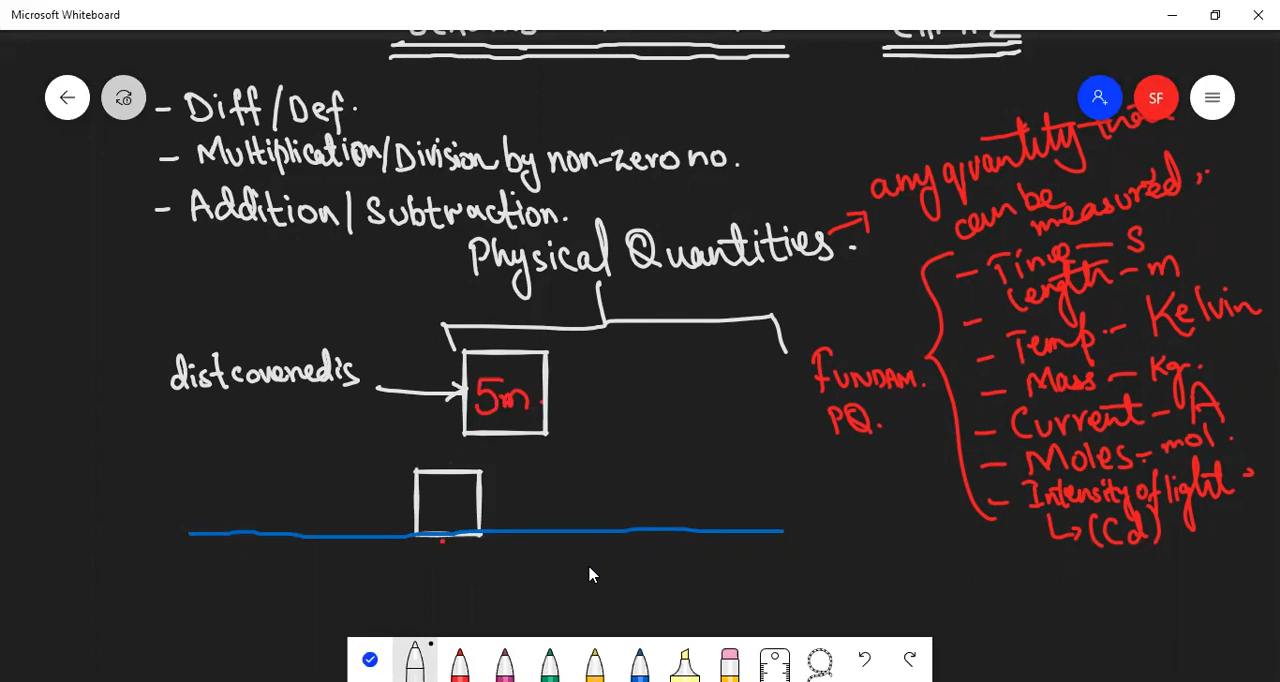 Microsoft Whiteboard
SF
- Diff/Def.
- Multiplication/Division by non-zero no.
- Addition/Subtraction.
Physical Quantities.
any quantity that
can be
measured.
- Time - S
- length - m
- Temp - Kelvin
- Mass - Kg.
- Current - A
- Moles - mol.
- Intensity of light
↳ (Cd)
FUNDAM.
PQ.
dist covered is
5m.